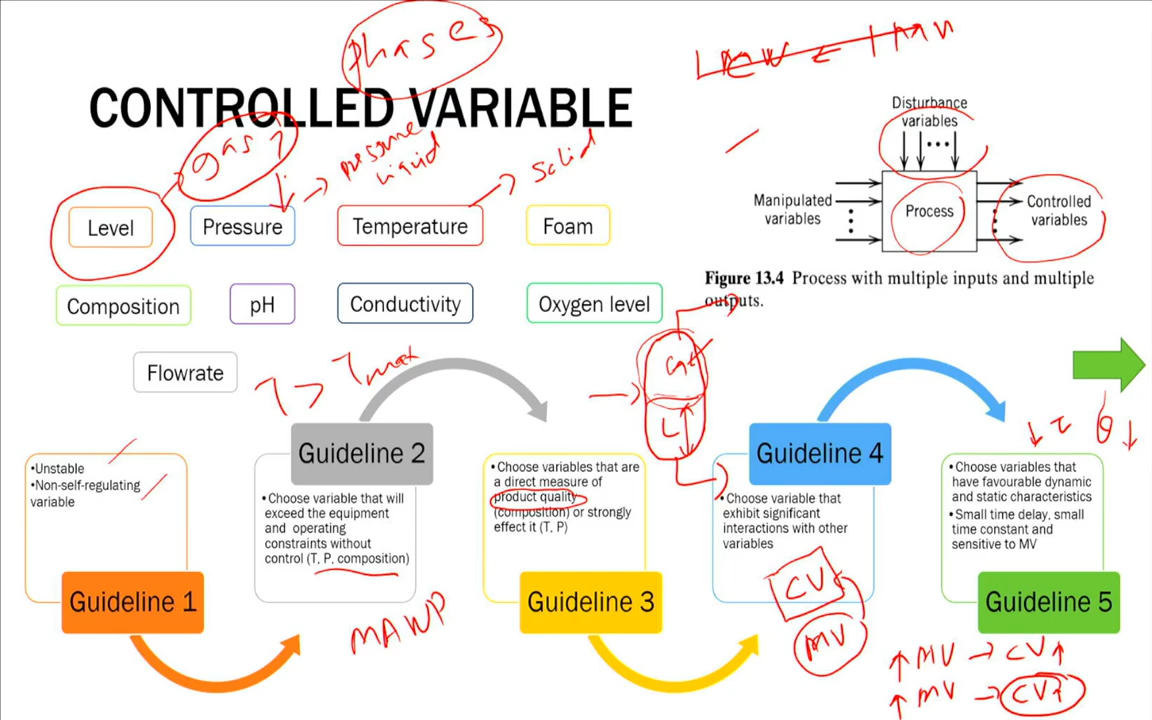 phases
CONTROLLED VARIABLE
gas?
pressure
liquid
solid
Level
Pressure
Temperature
Foam
Composition
pH
Conductivity
Oxygen level
Flowrate
Disturbance
variables
Manipulated
variables
Process
Controlled
variables
Figure 13.4 Process with multiple inputs and multiple
outputs.
T > Tmax
L
↓ τ θ ↓
Guideline 1
•Unstable
•Non-self-regulating
variable
Guideline 2
•Choose variable that will
exceed the equipment
and operating
constraints without
control (T, P, composition)
MAWP
Guideline 3
•Choose variables that are
a direct measure of
product quality
(composition) or strongly
effect it (T, P)
Guideline 4
•Choose variable that
exhibit significant
interactions with other
variables
CV
MV
Guideline 5
•Choose variables that
have favourable dynamic
and static characteristics
•Small time delay, small
time constant and
sensitive to MV
↑ MV → CV ↑
↑ MV → CV↑